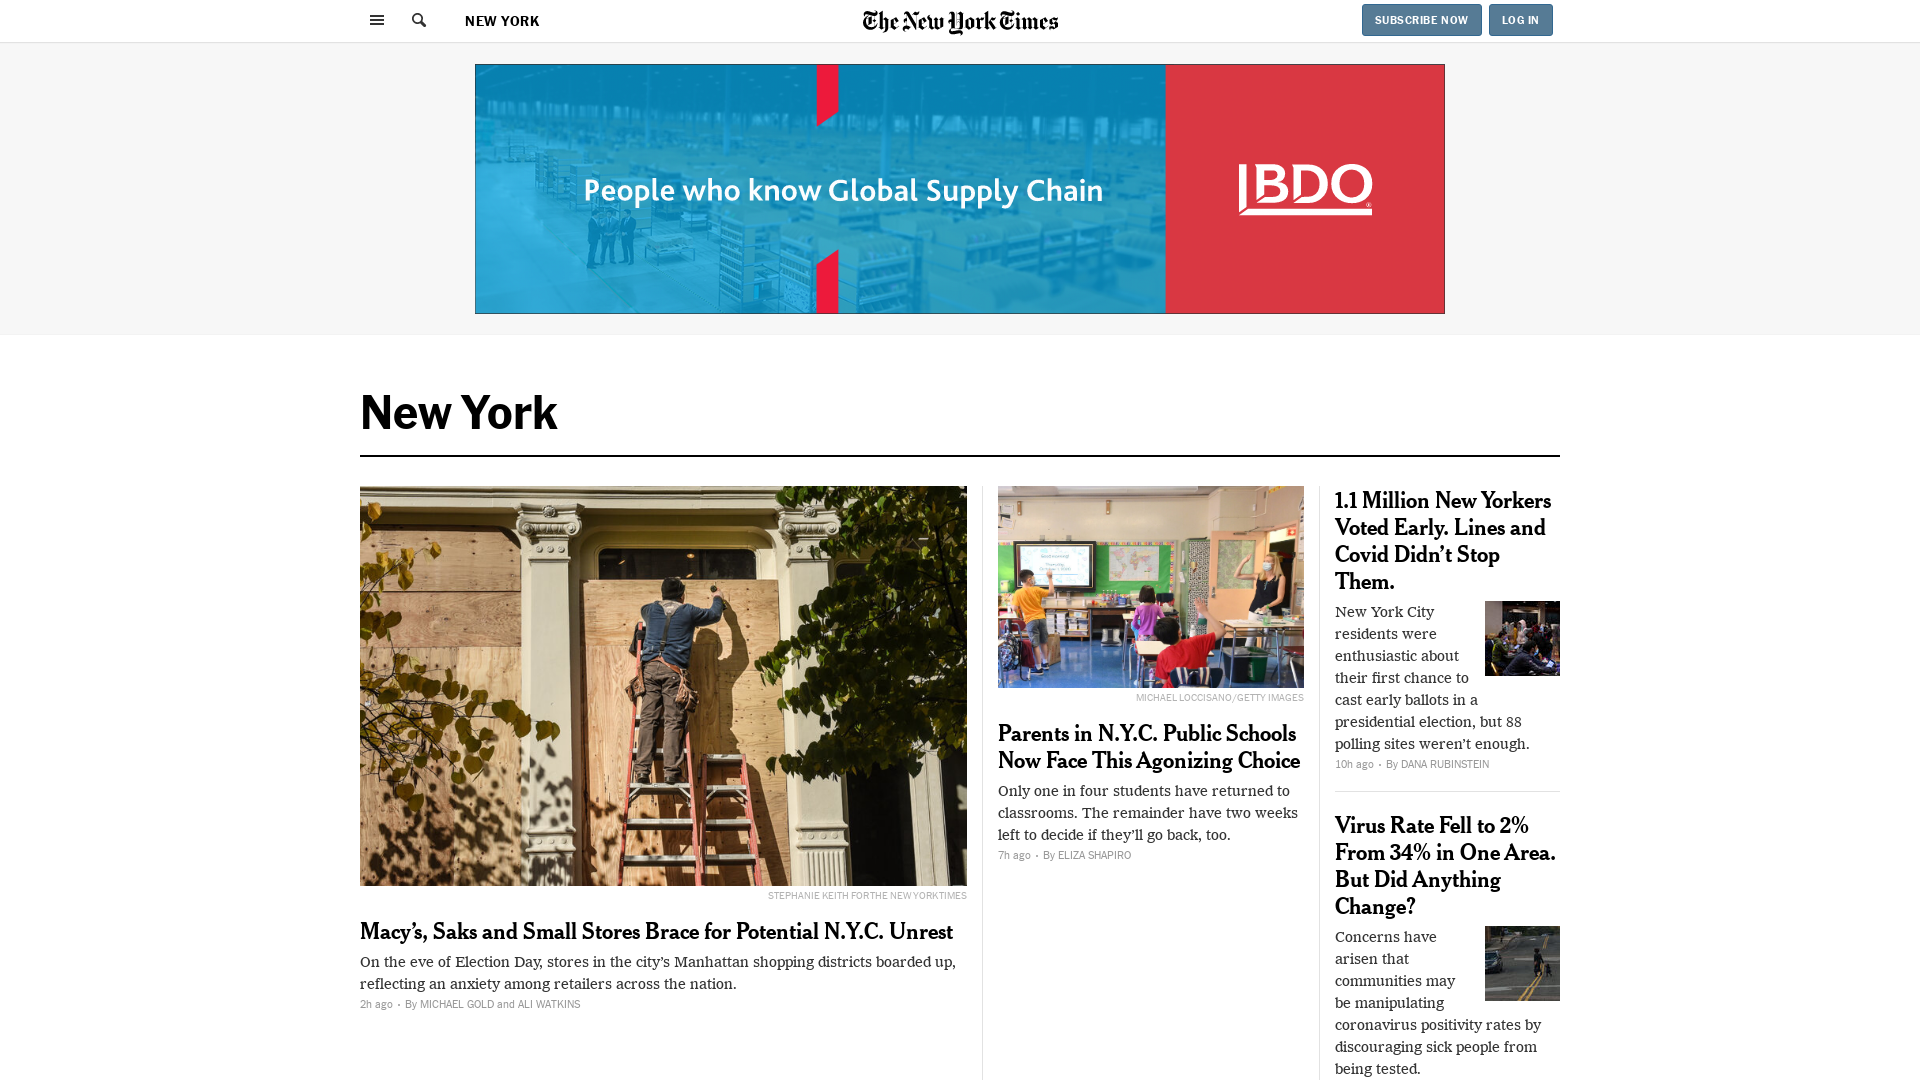 NEW YORK
The New York Times
SUBSCRIBE NOW
LOG IN
People who know Global Supply Chain
BDO
New York
STEPHANIE KEITH FOR THE NEW YORK TIMES
Macy’s, Saks and Small Stores Brace for Potential N.Y.C. Unrest
On the eve of Election Day, stores in the city’s Manhattan shopping districts boarded up,
reflecting an anxiety among retailers across the nation.
2h ago • By MICHAEL GOLD and ALI WATKINS
MICHAEL LOCCISANO/GETTY IMAGES
Parents in N.Y.C. Public Schools
Now Face This Agonizing Choice
Only one in four students have returned to
classrooms. The remainder have two weeks
left to decide if they’ll go back, too.
7h ago • By ELIZA SHAPIRO
1.1 Million New Yorkers
Voted Early. Lines and
Covid Didn’t Stop
Them.
New York City
residents were
enthusiastic about
their first chance to
cast early ballots in a
presidential election, but 88
polling sites weren’t enough.
10h ago • By DANA RUBINSTEIN
Virus Rate Fell to 2%
From 34% in One Area.
But Did Anything
Change?
Concerns have
arisen that
communities may
be manipulating
coronavirus positivity rates by
discouraging sick people from
being tested.